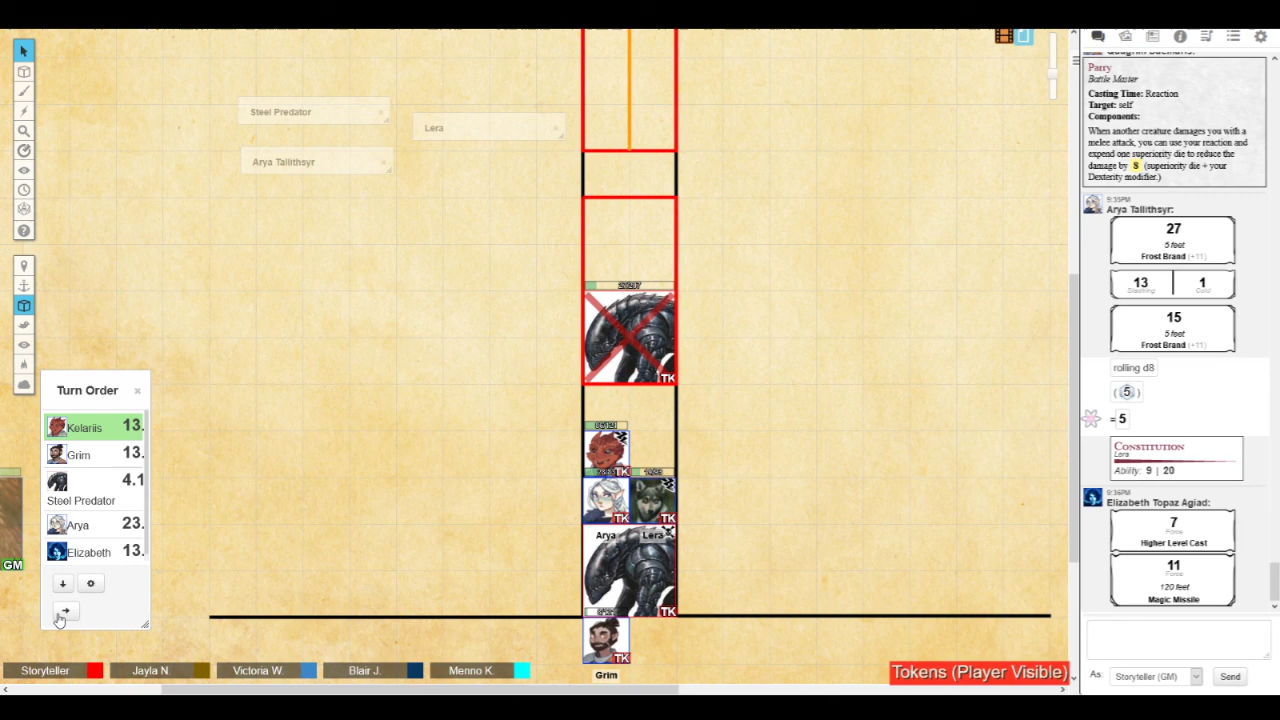 Steel Predator
Lera
Arya Tallithsyr
Turn Order
Kelariis 13.
Grim 13.
4.1
Steel Predator
Arya 23.
Elizabeth 13.
GM
TK
TK
TK
TK
Arya
Lera
TK
TK
Grim
Storyteller
Jayla N.
Victoria W.
Blair J.
Menno K.
Tokens (Player Visible)
Parry
Battle Master
Casting Time: Reaction
Target: self
Components:
When another creature damages you with a
melee attack, you can use your reaction and
expend one superiority die to reduce the
damage by 8 (superiority die + your
Dexterity modifier.)
9:35PM
Arya Tallithsyr:
27
5 feet
Frost Brand (+11)
13 1
Slashing Cold
15
5 feet
Frost Brand (+11)
rolling d8
(5)
=5
Constitution
Lera
Ability: 9 | 20
9:36PM
Elizabeth Topaz Agiad:
7
Force
Higher Level Cast
11
Force
120 feet
Magic Missile
As: Storyteller (GM)
Send